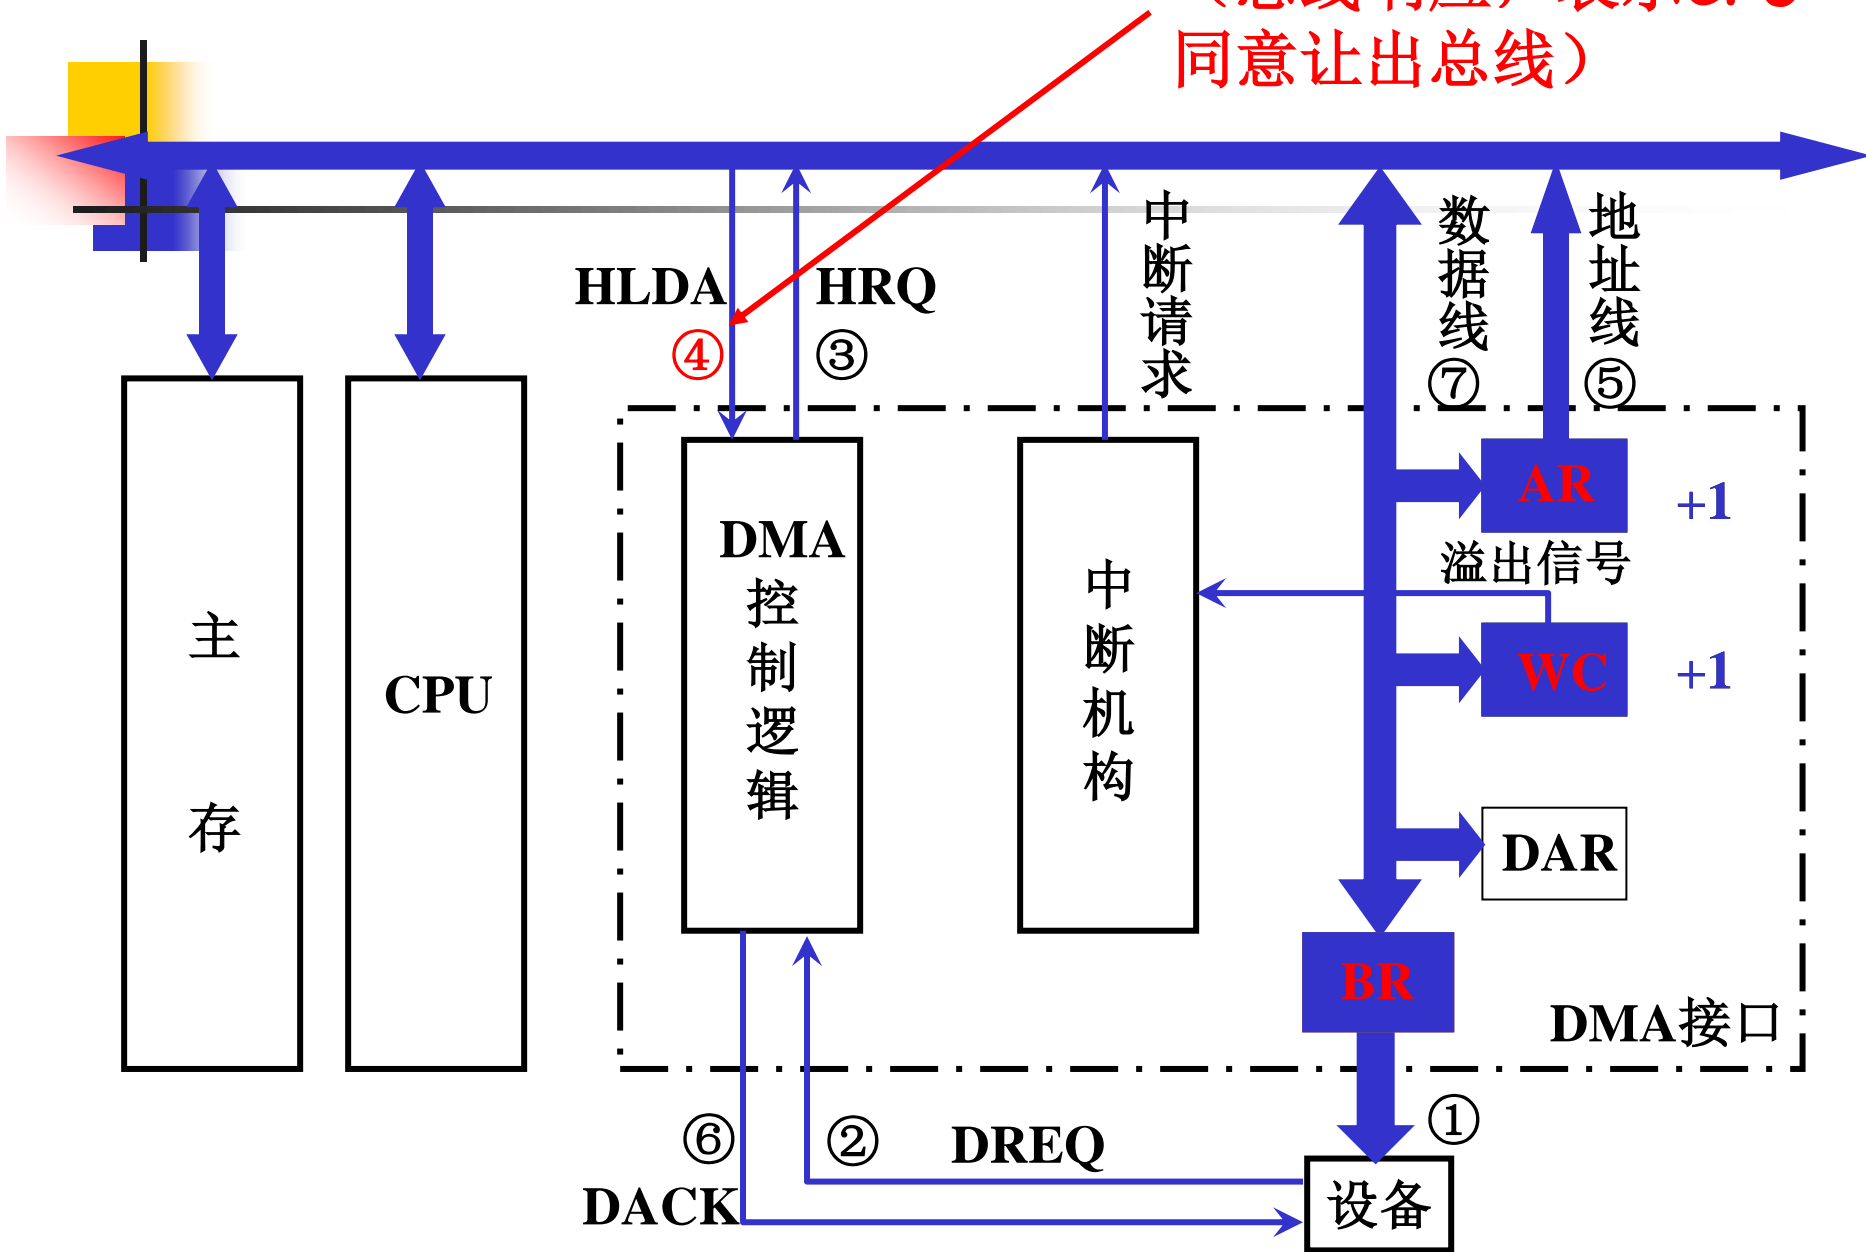 同意让出总线）
HLDA
HRQ
④
③
中断请求
数据线
⑦
地址线
⑤
主存
CPU
DMA
控制逻辑
中断机构
AR
+1
溢出信号
WC
+1
DAR
BR
DMA接口
①
⑥
②
DREQ
DACK
设备